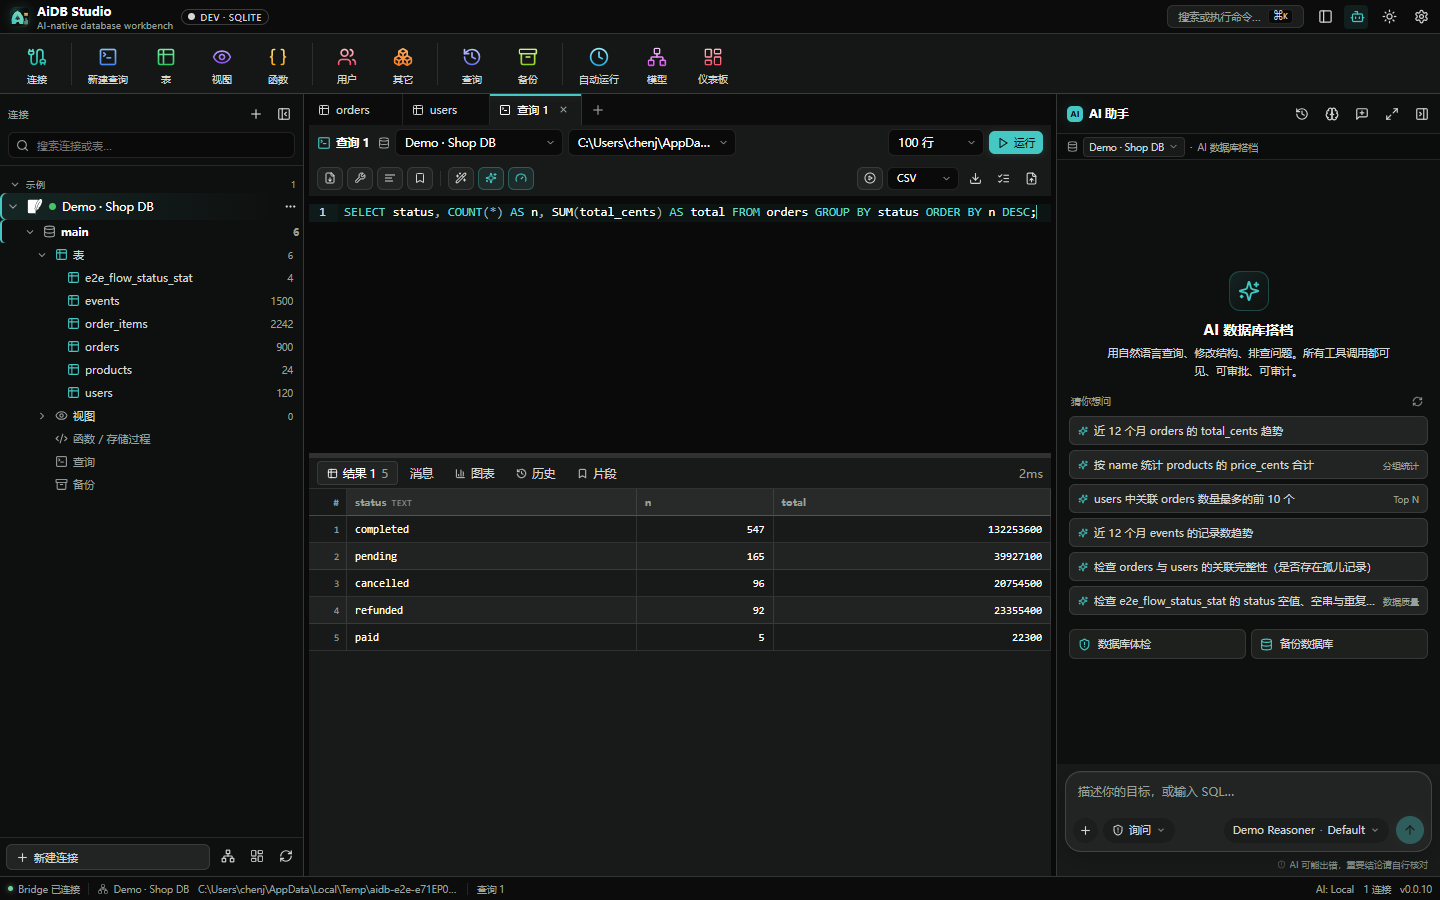 AiDB Studio
AI-native database workbench
DEV · SQLITE
搜索或执行命令...
⌘K
连接
新建查询
表
视图
函数
用户
其它
查询
备份
自动运行
模型
仪表板
连接
搜索连接或表...
示例
1
Demo · Shop DB
main
6
表
6
e2e_flow_status_stat
4
events
1500
order_items
2242
orders
900
products
24
users
120
视图
0
函数 / 存储过程
查询
备份
新建连接
orders
users
查询 1
查询 1
Demo · Shop DB
C:\Users\chenj\AppDa...
100 行
运行
CSV
1
SELECT status, COUNT(*) AS n, SUM(total_cents) AS total FROM orders GROUP BY status ORDER BY n DESC;
结果 1 5
消息
图表
历史
片段
2ms
# status TEXT n total
1 completed 547 132253600
2 pending 165 39927100
3 cancelled 96 20754500
4 refunded 92 23355400
5 paid 5 22300
AI AI 助手
Demo · Shop DB
· AI 数据库搭档
AI 数据库搭档
用自然语言查询、修改结构、排查问题。所有工具调用都可
见、可审批、可审计。
猜你想问
近 12 个月 orders 的 total_cents 趋势
按 name 统计 products 的 price_cents 合计
分组统计
users 中关联 orders 数量最多的前 10 个
Top N
近 12 个月 events 的记录数趋势
检查 orders 与 users 的关联完整性（是否存在孤儿记录）
检查 e2e_flow_status_stat 的 status 空值、空串与重复...
数据质量
数据库体检
备份数据库
描述你的目标，或输入 SQL...
询问
Demo Reasoner · Default
AI 可能出错，重要结论请自行核对
Bridge 已连接
Demo · Shop DB
C:\Users\chenj\AppData\Local\Temp\aidb-e2e-e71EP0...
查询 1
AI: Local
1 连接
v0.0.10